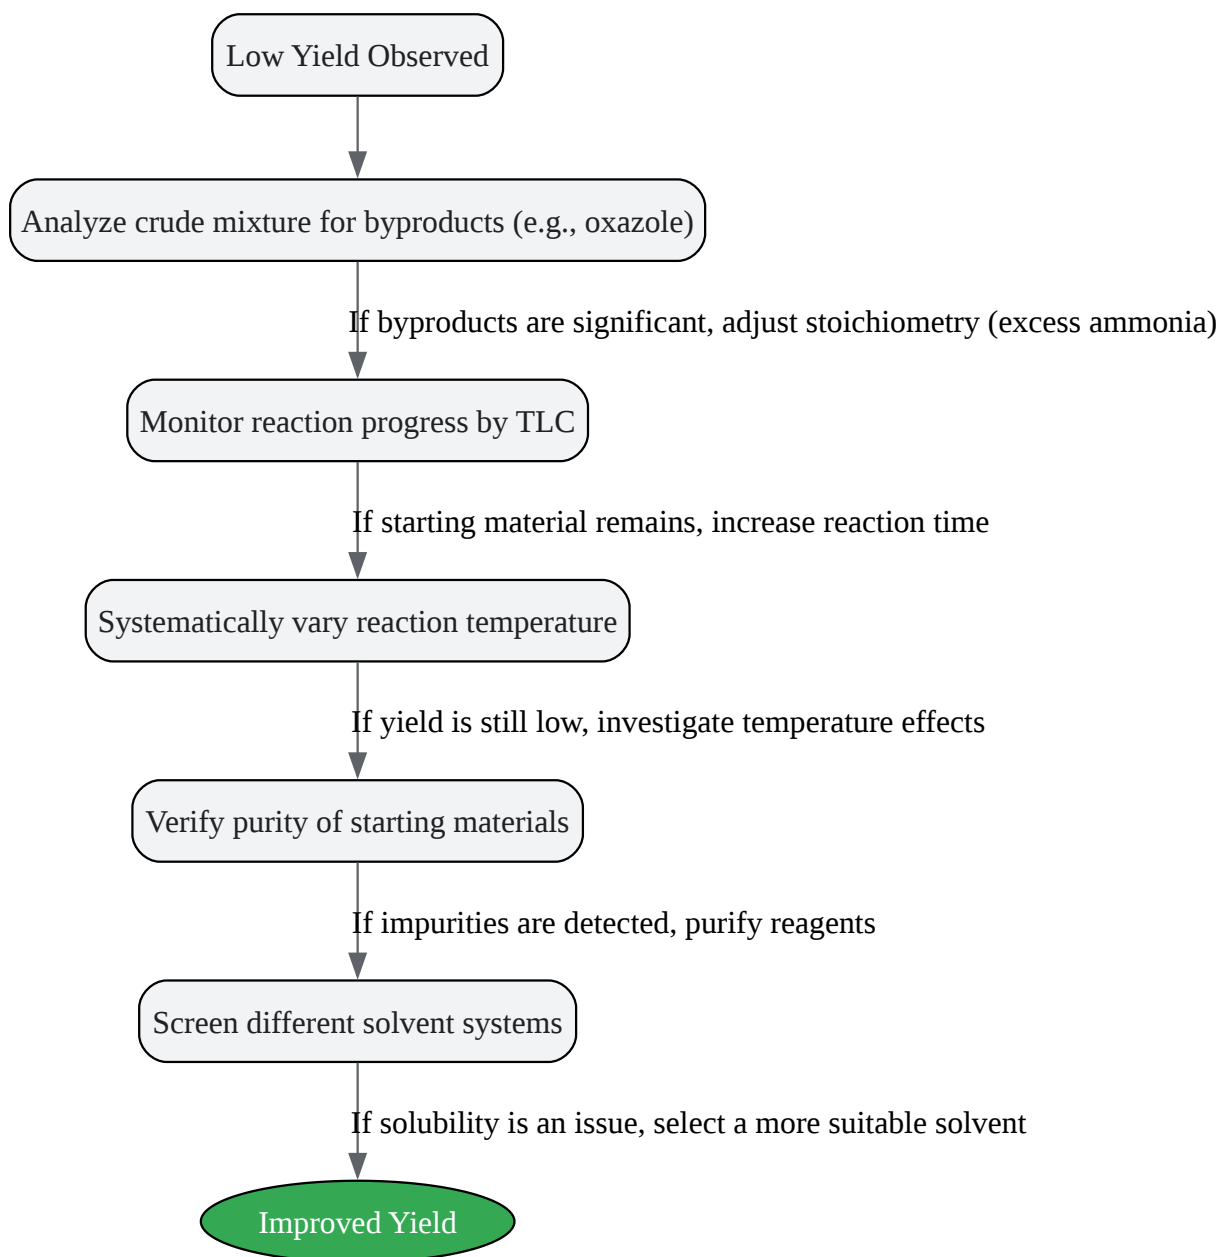 Low Yield Observed
Analyze crude mixture for byproducts (e.g., oxazole)
If byproducts are significant, adjust stoichiometry (excess ammonia)
Monitor reaction progress by TLC
If starting material remains, increase reaction time
Systematically vary reaction temperature
If yield is still low, investigate temperature effects
Verify purity of starting materials
If impurities are detected, purify reagents
Screen different solvent systems
If solubility is an issue, select a more suitable solvent
Improved Yield